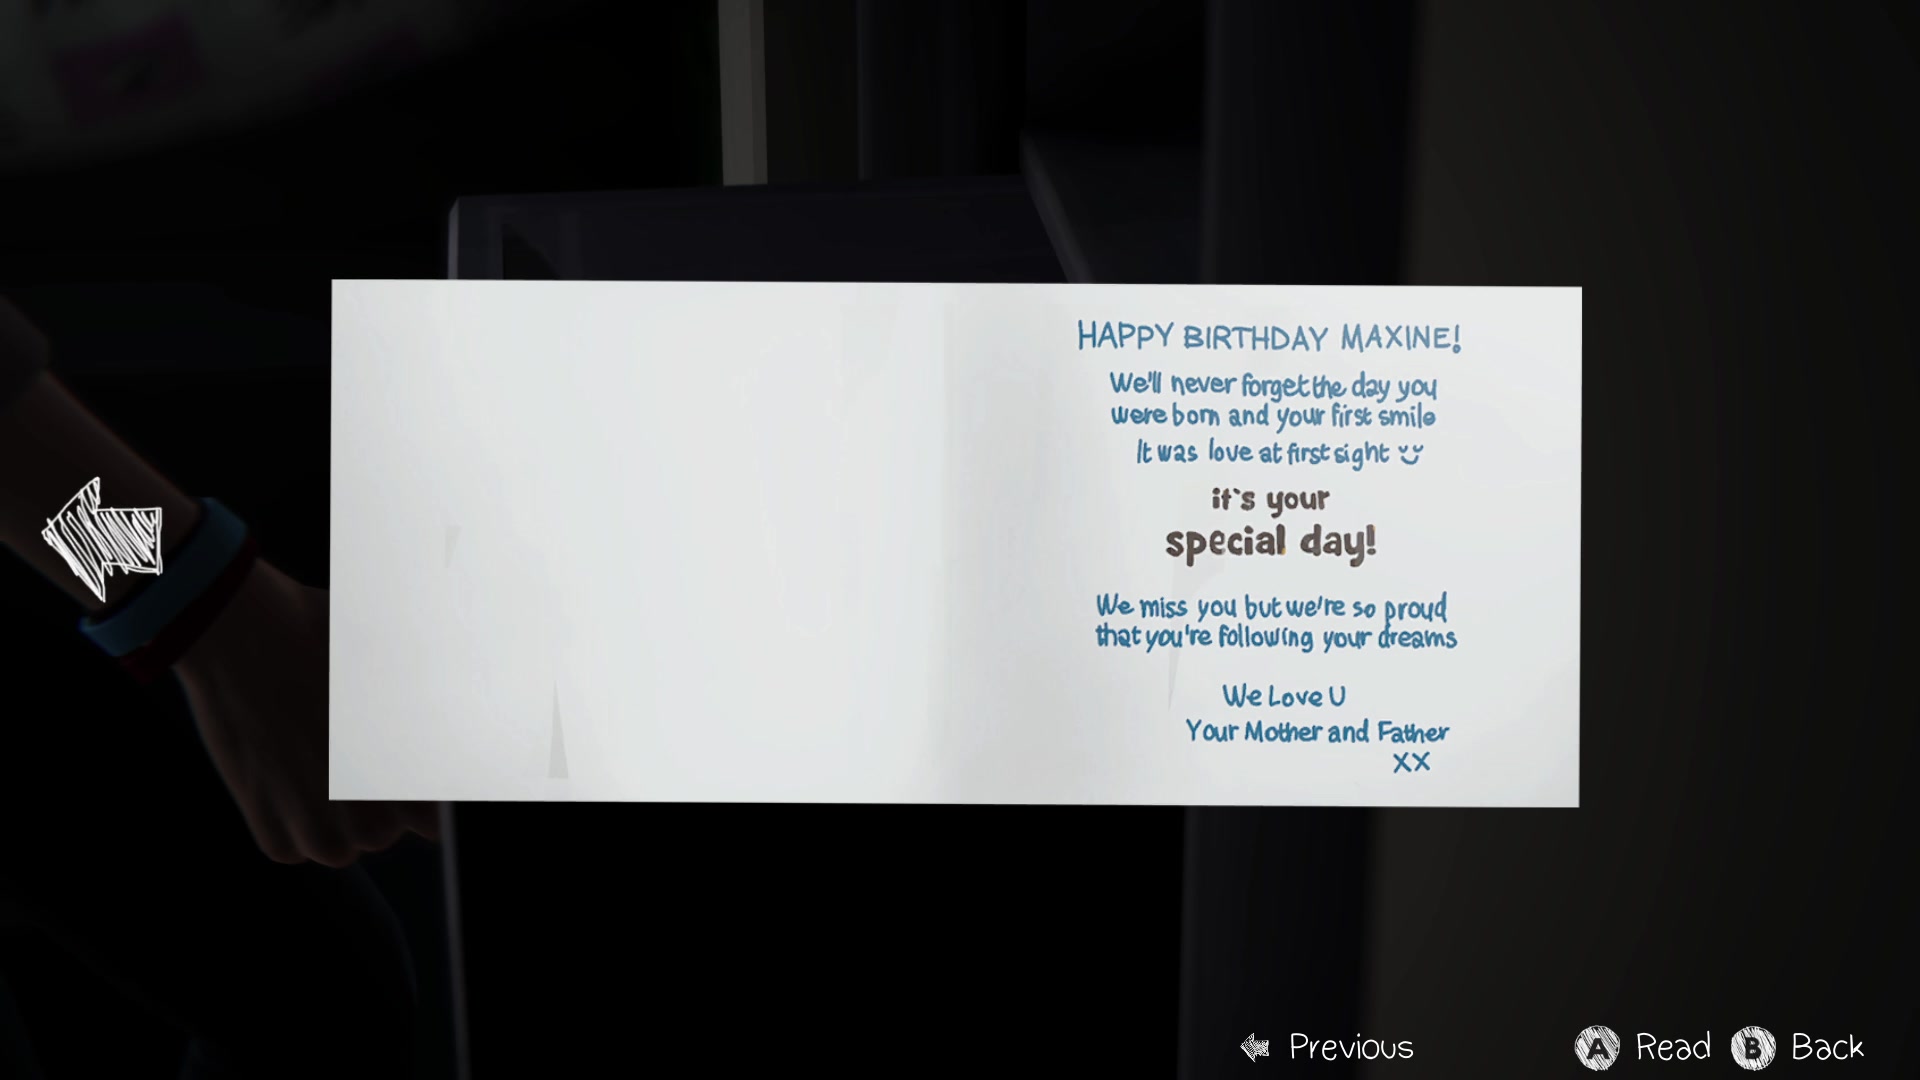 HAPPY BIRTHDAY MAXINE!
We'll never forget the day you
were born and your first smile
It was love at first sight
it's your
special day!
We miss you but we're so proud
that you're following your dreams
We Love U
Your Mother and Father
XX
Previous
A Read B Back